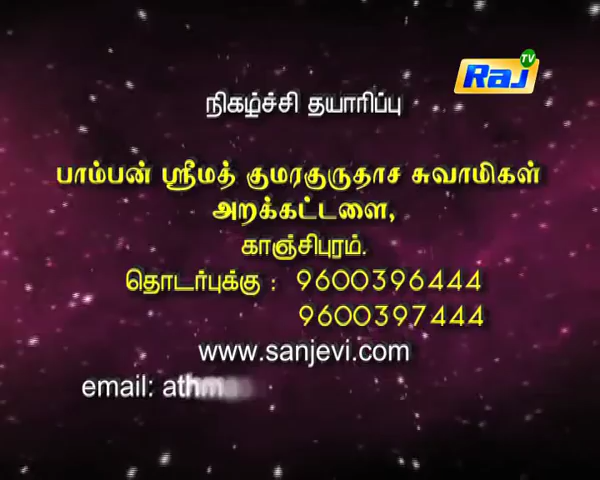 Raj TV
நிகழ்ச்சி தயாரிப்பு
பாம்பன் ஸ்ரீமத் குமரகுருதாச சுவாமிகள்
அறக்கட்டளை,
காஞ்சிபுரம்.
தொடர்புக்கு : 9600396444
9600397444
www.sanjevi.com
email: